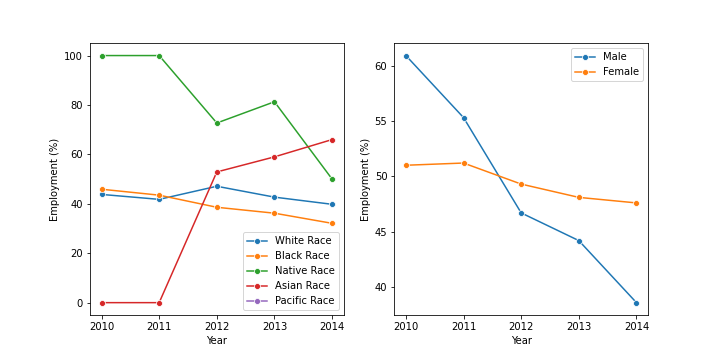 100
80
60
40
20
0
Employment (%)
2010 2011 2012 2013 2014
Year
White Race
Black Race
Native Race
Asian Race
Pacific Race
60
55
50
45
40
Employment (%)
2010 2011 2012 2013 2014
Year
Male
Female